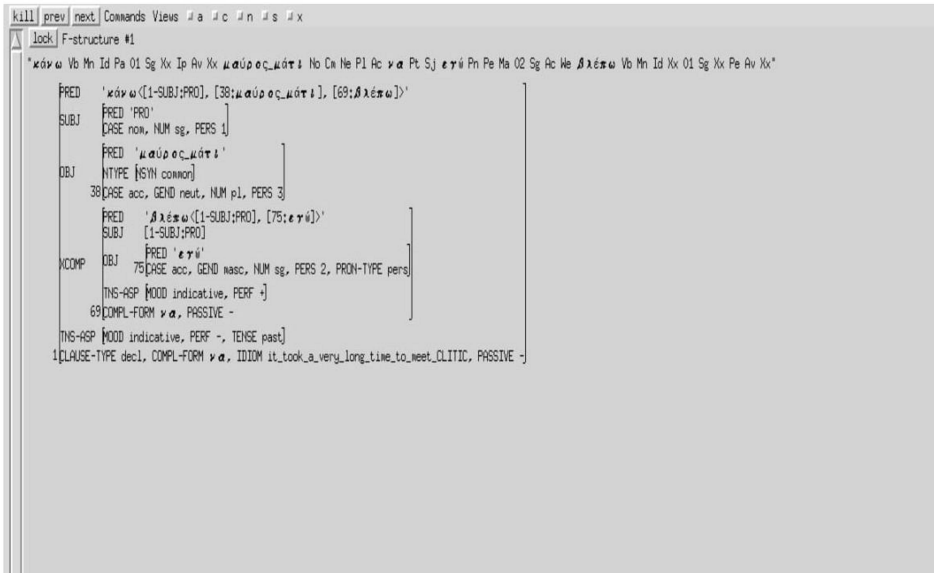 kill prev next Commands Views a c n s x
lock F-structure #1
"κάνω Vb Mn Id Pa 01 Sg Xx Ip Av Xx μαύρος_μάτι No Cm Ne Pl Ac να Pt Sj εγώ Pn Pe Ma 02 Sg Ac We βλέπω Vb Mn Id Xx 01 Sg Xx Pe Av Xx"
PRED 'κάνω<[1-SUBJ:PRO], [38:μαύρος_μάτι], [69:βλέπω]>'
SUBJ PRED 'PRO'
CASE nom, NUM sg, PERS 1
PRED 'μαύρος_μάτι'
OBJ NTYPE NSYN common
38 CASE acc, GEND neut, NUM pl, PERS 3
PRED 'βλέπω<[1-SUBJ:PRO], [75:εγώ]>'
SUBJ [1-SUBJ:PRO]
XCOMP OBJ PRED 'εγώ'
75 CASE acc, GEND masc, NUM sg, PERS 2, PRON-TYPE pers
TNS-ASP MOOD indicative, PERF +
69 COMPL-FORM να, PASSIVE -
TNS-ASP MOOD indicative, PERF -, TENSE past
1 CLAUSE-TYPE decl, COMPL-FORM να, IDIOM it_took_a_very_long_time_to_meet_CLITIC, PASSIVE -